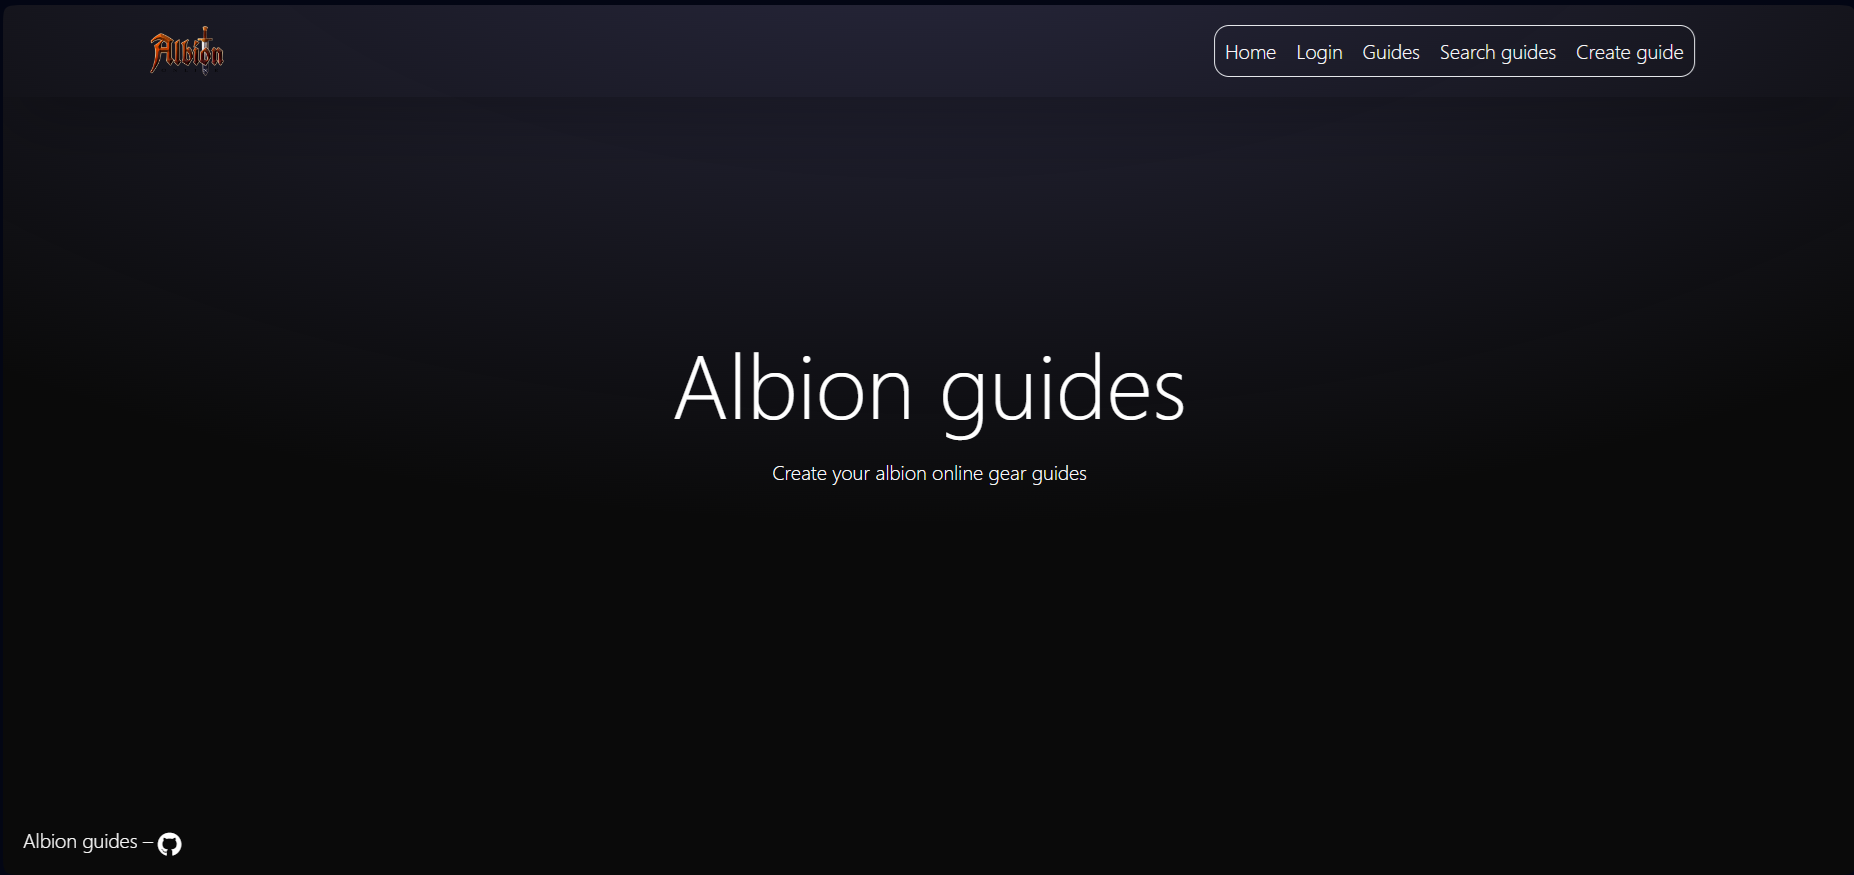 Albion
Home Login Guides Search guides Create guide
Albion guides
Create your albion online gear guides
Albion guides –